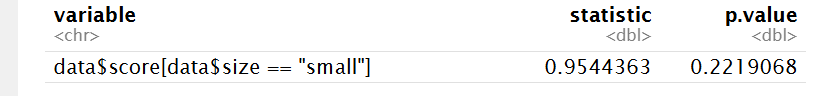 variable statistic p.value
<chr> <dbl> <dbl>
data$score[data$size == "small"] 0.9544363 0.2219068